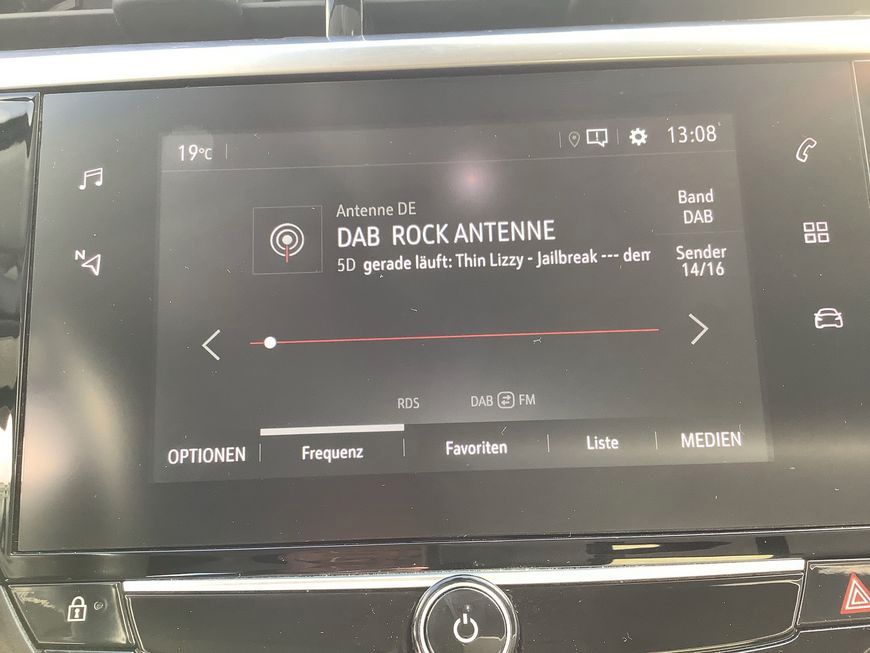 19°C
13:08
Antenne DE
DAB ROCK ANTENNE
5D gerade läuft: Thin Lizzy - Jailbreak --- dem
Band
DAB
Sender
14/16
N
RDS
DAB FM
OPTIONEN
Frequenz
Favoriten
Liste
MEDIEN